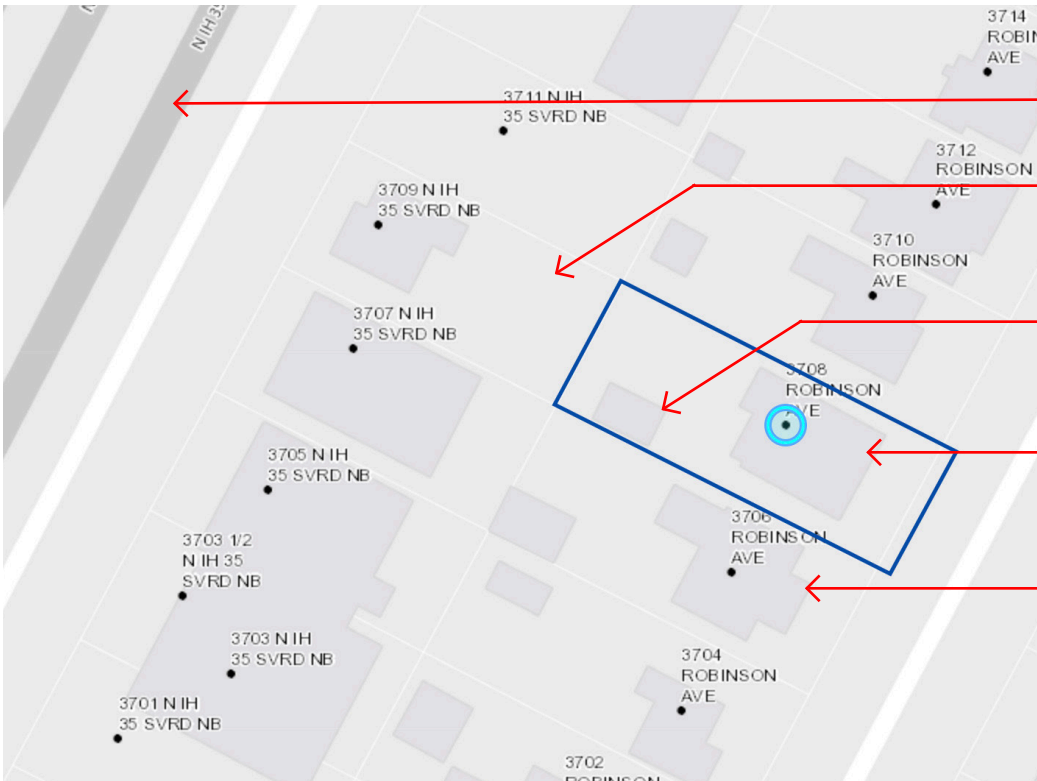 N IH 35
3714
ROBIN
AVE
3711 N IH
35 SVRD NB
3712
ROBINSON
AVE
3709 N IH
35 SVRD NB
3710
ROBINSON
AVE
3707 N IH
35 SVRD NB
3708
ROBINSON
AVE
3705 N IH
35 SVRD NB
3706
ROBINSON
AVE
3703 1/2
N IH 35
SVRD NB
3703 N IH
35 SVRD NB
3704
ROBINSON
AVE
3701 N IH
35 SVRD NB
3702
ROBINSON